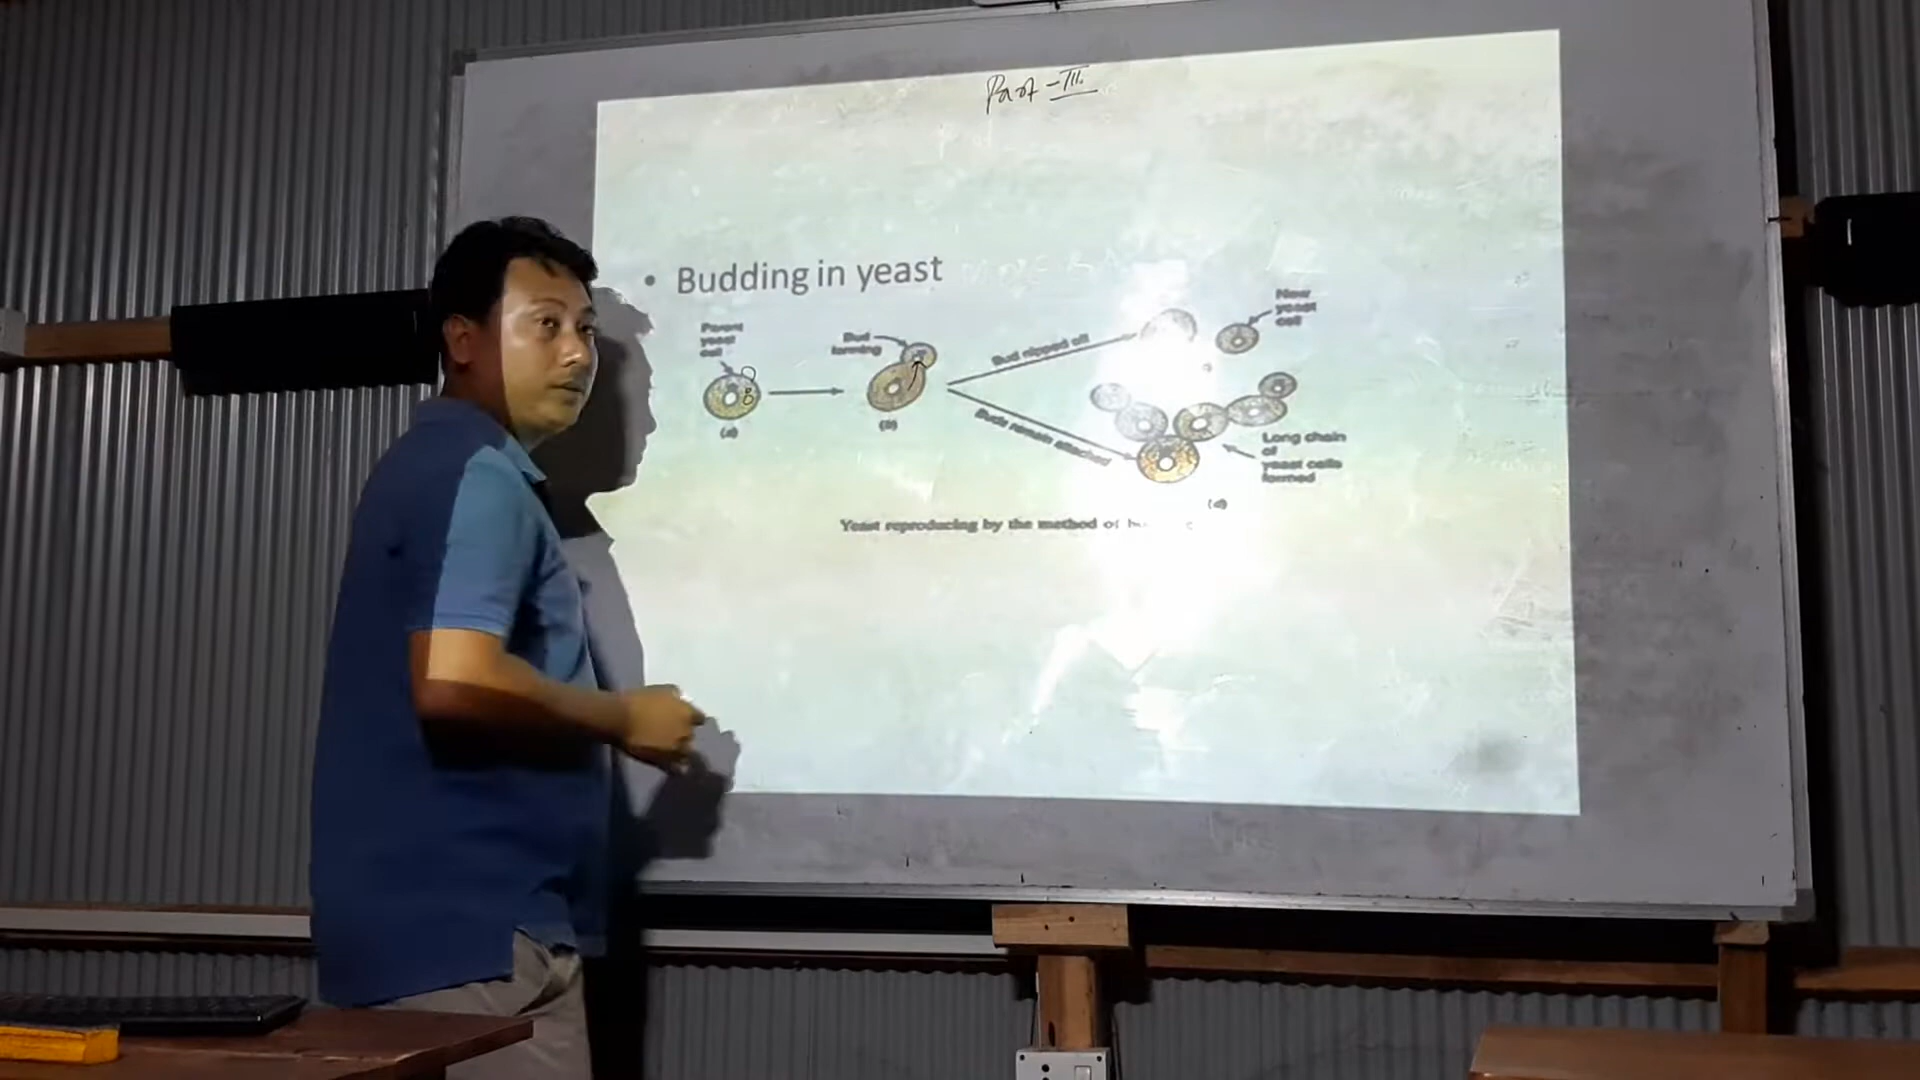 Part - III.
• Budding in yeast
Parent
yeast
cell
Bud
forming
Bud nipped off
New
yeast
cell
(a)
(b)
Buds remain attached
Long chain
of
yeast cells
formed
(d)
Yeast reproducing by the method of